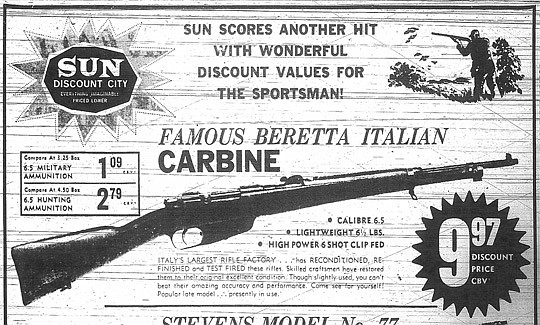 SUN
DISCOUNT CITY
EVERYTHING IMAGINABLE
PRICED LOWER
SUN SCORES ANOTHER HIT
WITH WONDERFUL
DISCOUNT VALUES FOR
THE SPORTSMAN!
FAMOUS BERETTA ITALIAN
CARBINE
Compare At 3.25 Box
6.5 MILITARY
AMMUNITION
1 09
CBV
Compare At 4.50 Box
6.5 HUNTING
AMMUNITION
2 79
CBV
• CALIBRE 6.5
• LIGHTWEIGHT 6½ LBS.
• HIGH POWER 6 SHOT CLIP FED
9 97
DISCOUNT
PRICE
CBV
ITALY'S LARGEST RIFLE FACTORY . . . has RECONDITIONED, RE-
FINISHED and TEST FIRED these rifles. Skilled craftsmen have restored
them to their original excellent condition. Though slightly used, you can't
beat their amazing accuracy and performance. Come see for yourself!
Popular late model . . . presently in use.
STEVENS MODEL No. 77